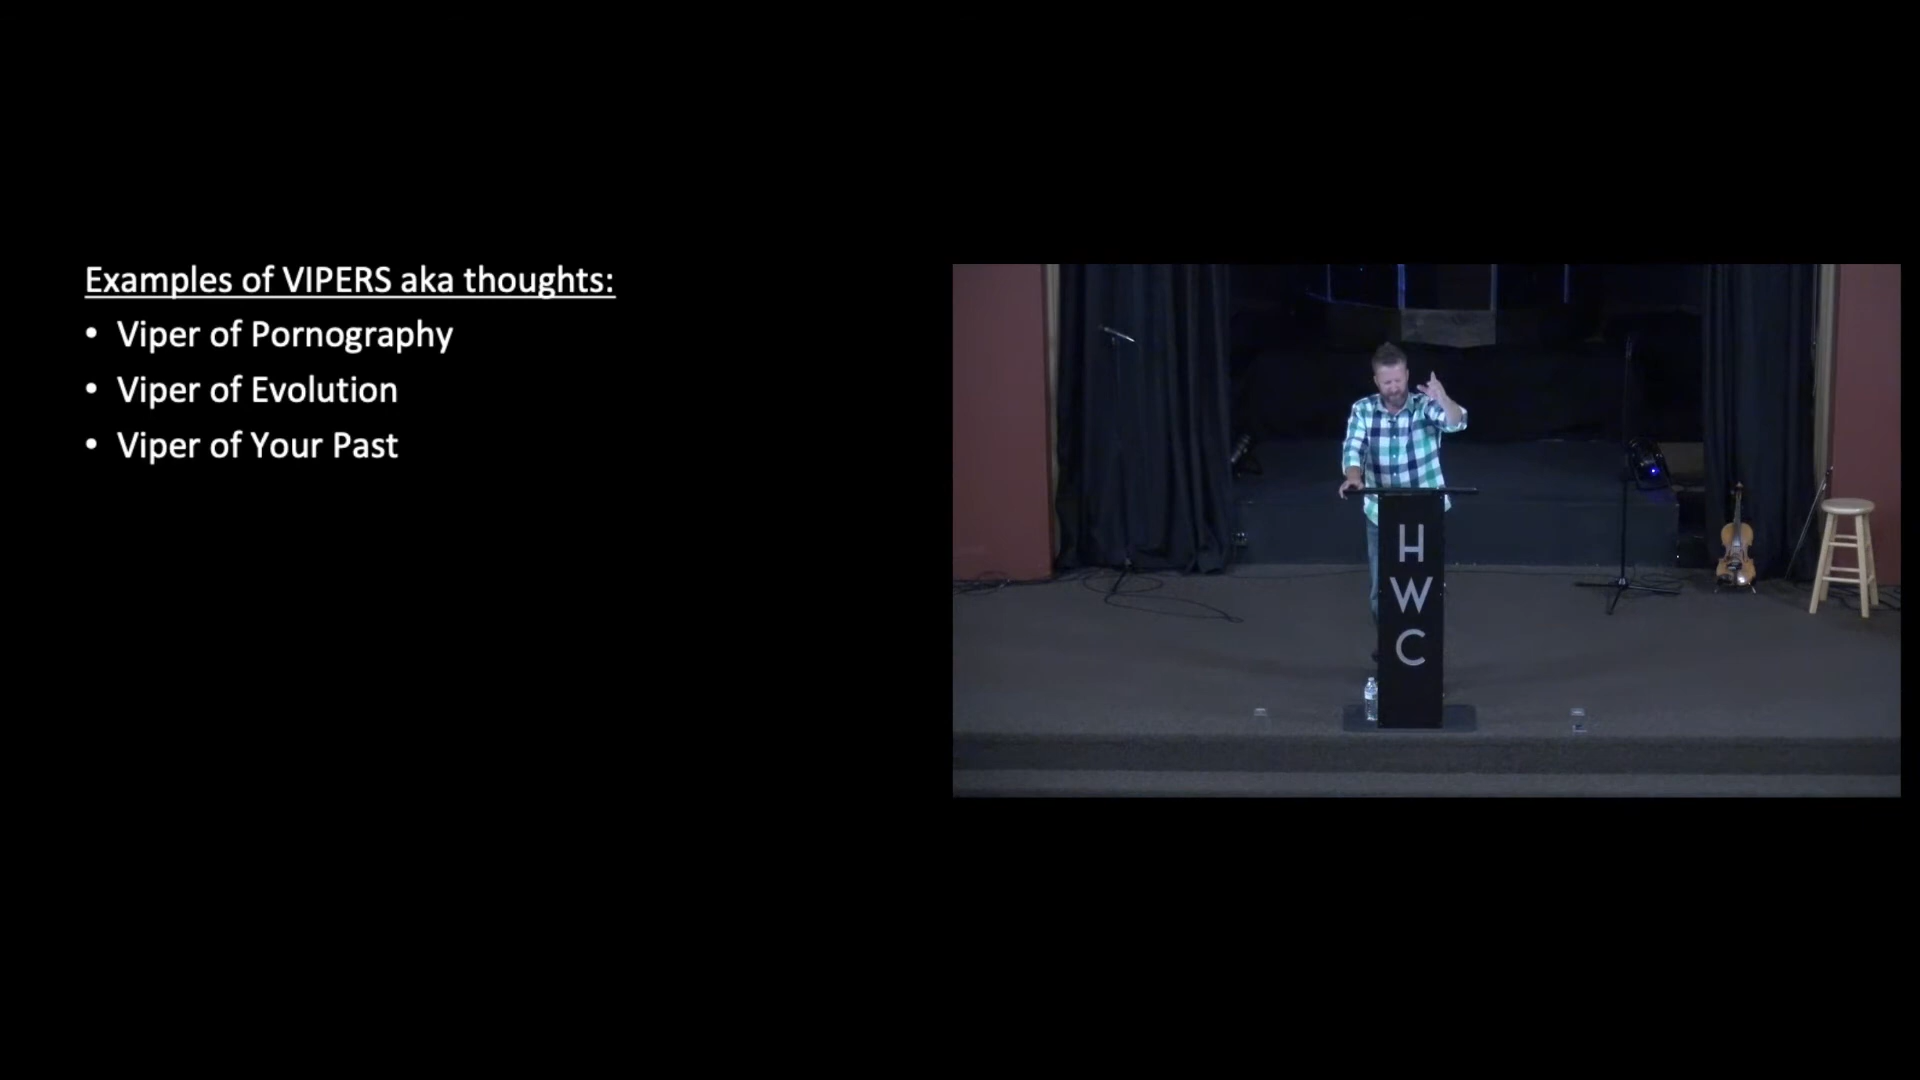 Examples of VIPERS aka thoughts:
• Viper of Pornography
• Viper of Evolution
• Viper of Your Past
H
W
C